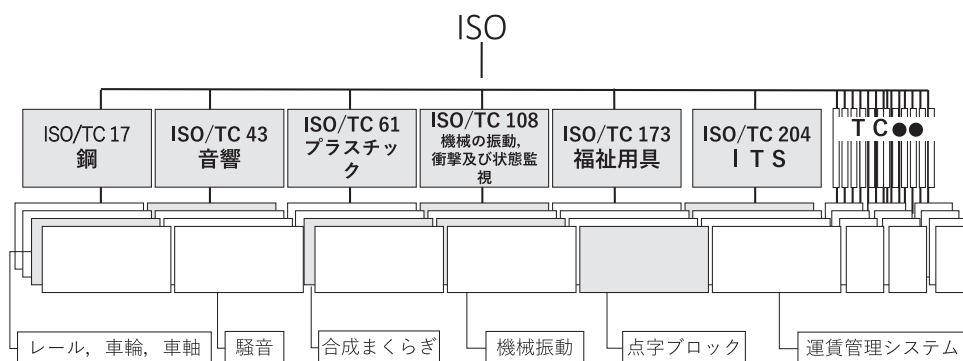 ISO
ISO/TC 17
鋼
ISO/TC 43
音響
ISO/TC 61
プラスチッ
ク
ISO/TC 108
機械の振動,
衝撃及び状態監
視
ISO/TC 173
福祉用具
ISO/TC 204
ＩＴＳ
ＴＣ●●
レール，車輪，車軸
騒音
合成まくらぎ
機械振動
点字ブロック
運賃管理システム